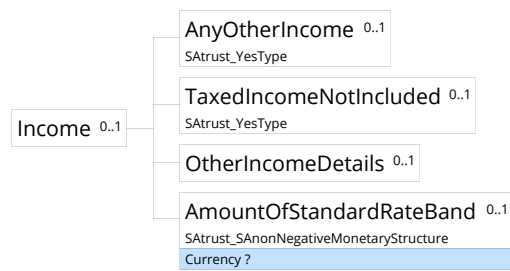 AnyOtherIncome 0..1
SAtrust_YesType
TaxedIncomeNotIncluded 0..1
SAtrust_YesType
Income 0..1
OtherIncomeDetails 0..1
AmountOfStandardRateBand 0..1
SAtrust_SAnonNegativeMonetaryStructure
Currency ?